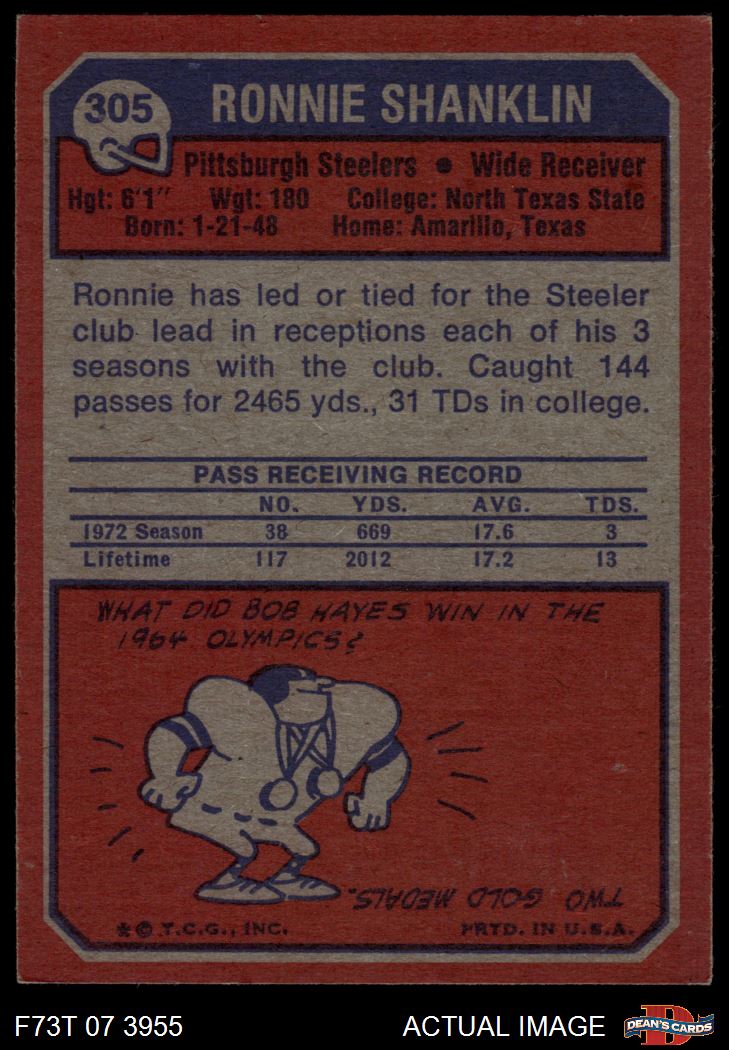 305
RONNIE SHANKLIN
Pittsburgh Steelers ● Wide Receiver
Hgt: 6'1" Wgt: 180 College: North Texas State
Born: 1-21-48 Home: Amarillo, Texas
Ronnie has led or tied for the Steeler
club lead in receptions each of his 3
seasons with the club. Caught 144
passes for 2465 yds., 31 TDs in college.
PASS RECEIVING RECORD
NO. YDS. AVG. TDS.
1972 Season 38 669 17.6 3
Lifetime 117 2012 17.2 13
WHAT DID BOB HAYES WIN IN THE
1964 OLYMPICS?
TWO GOLD MEDALS.
*© T.C.G., INC. PRTD. IN U.S.A.
F73T 07 3955 ACTUAL IMAGE
D
DEAN'S CARDS